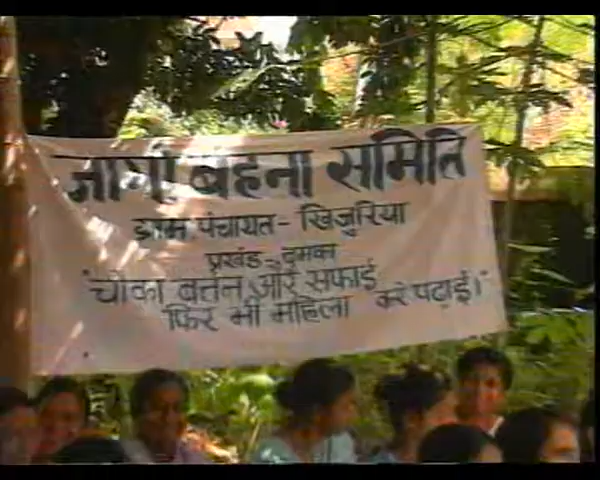 जागो बहना समिति
ग्राम पंचायत - खिजुरिया
प्रखंड - दुमका
"चौका बर्तन और सफाई
फिर भी महिला करे पढ़ाई।"